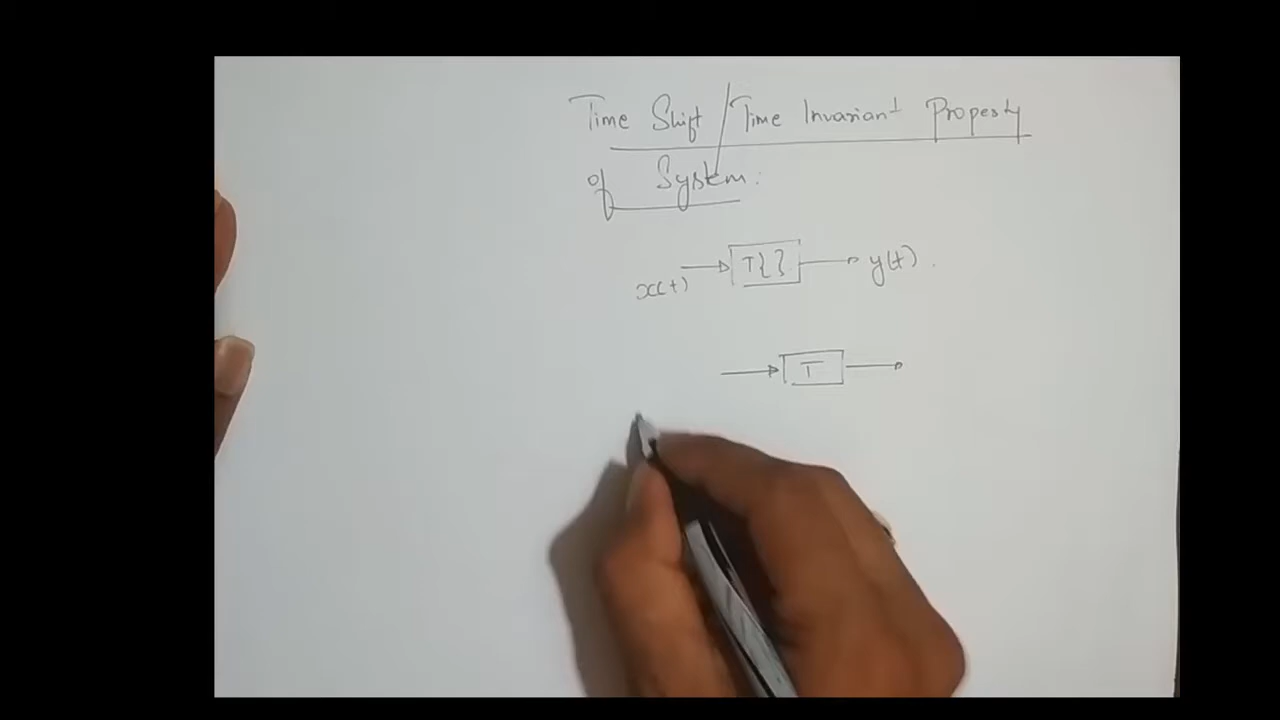 Time Shift/Time Invariant Property
of System:
x(t) T{ } y(t).
T